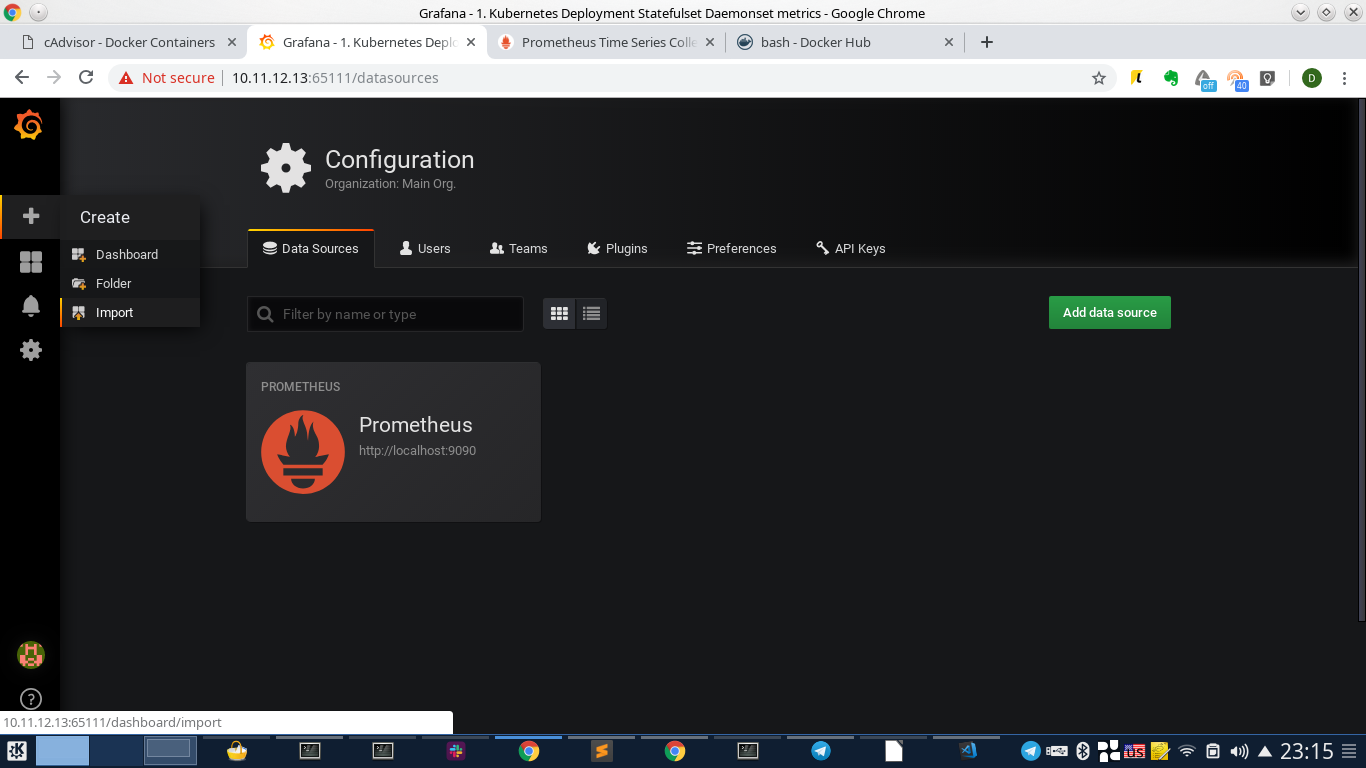 Grafana - 1. Kubernetes Deployment Statefulset Daemonset metrics - Google Chrome
cAdvisor - Docker Containers
Grafana - 1. Kubernetes Deplo
Prometheus Time Series Colle
bash - Docker Hub
Not secure
10.11.12.13:65111/datasources
off
40
D
Configuration
Organization: Main Org.
Create
Dashboard
Folder
Import
Data Sources
Users
Teams
Plugins
Preferences
API Keys
Filter by name or type
Add data source
PROMETHEUS
Prometheus
http://localhost:9090
?
10.11.12.13:65111/dashboard/import
US
23:15